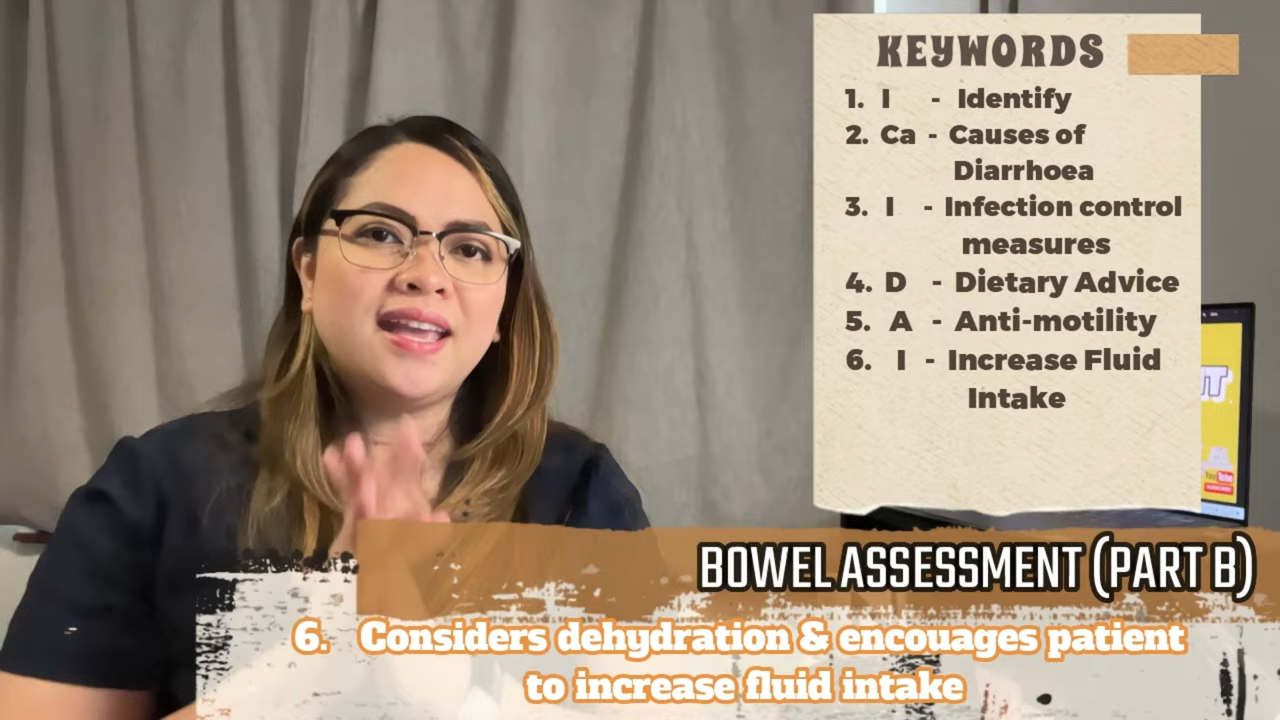 KEYWORDS
1. I - Identify
2. Ca - Causes of
Diarrhoea
3. I - Infection control
measures
4. D - Dietary Advice
5. A - Anti-motility
6. I - Increase Fluid
Intake
BOWEL ASSESSMENT (PART B)
6. Considers dehydration & encouages patient
to increase fluid intake